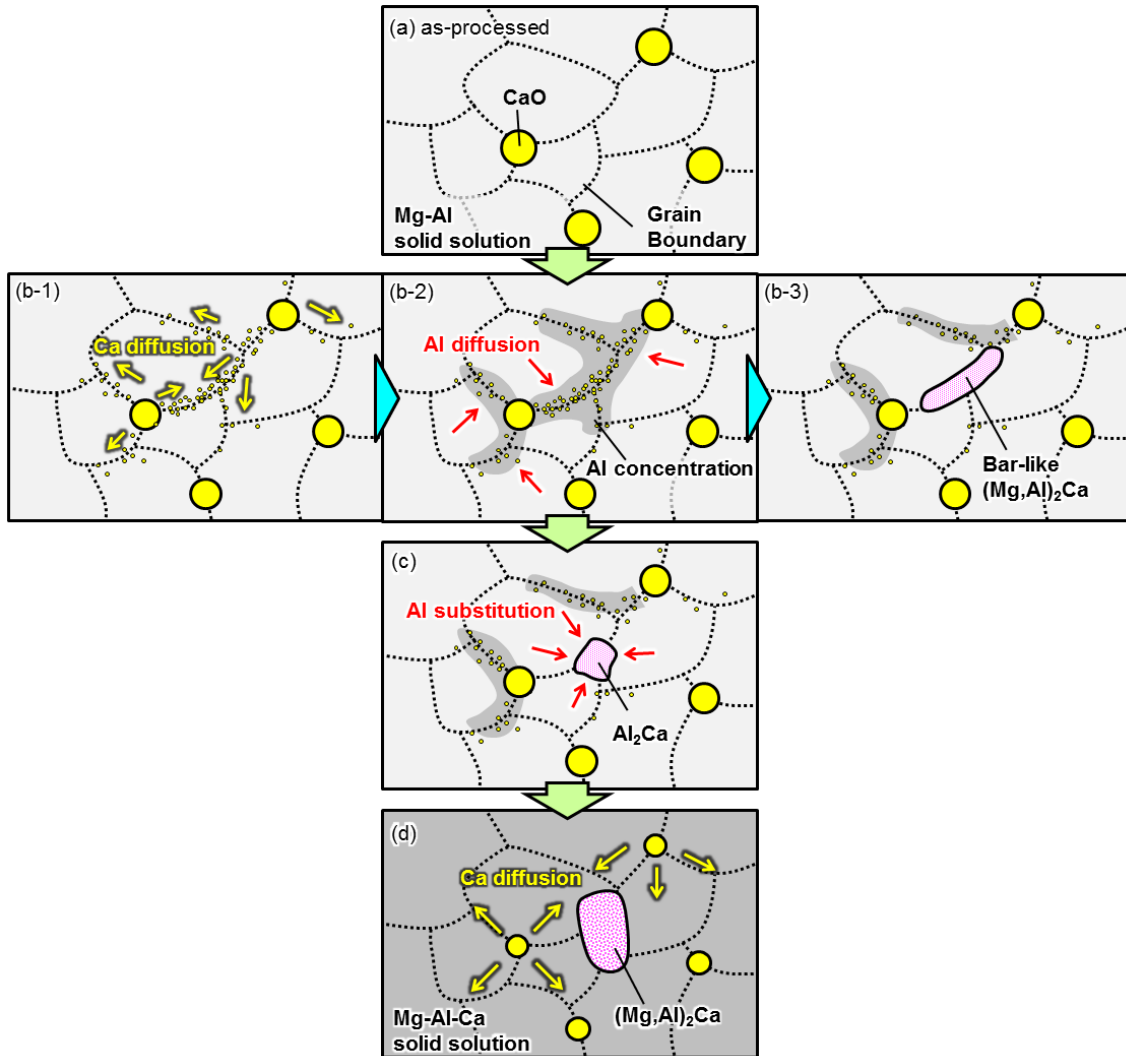 (a) as-processed
CaO
Mg-Al
solid solution
Grain
Boundary
(b-1)
Ca diffusion
(b-2)
Al diffusion
Al concentration
(b-3)
Bar-like
(Mg,Al)₂Ca
(c)
Al substitution
Al₂Ca
(d)
Ca diffusion
Mg-Al-Ca
solid solution
(Mg,Al)₂Ca